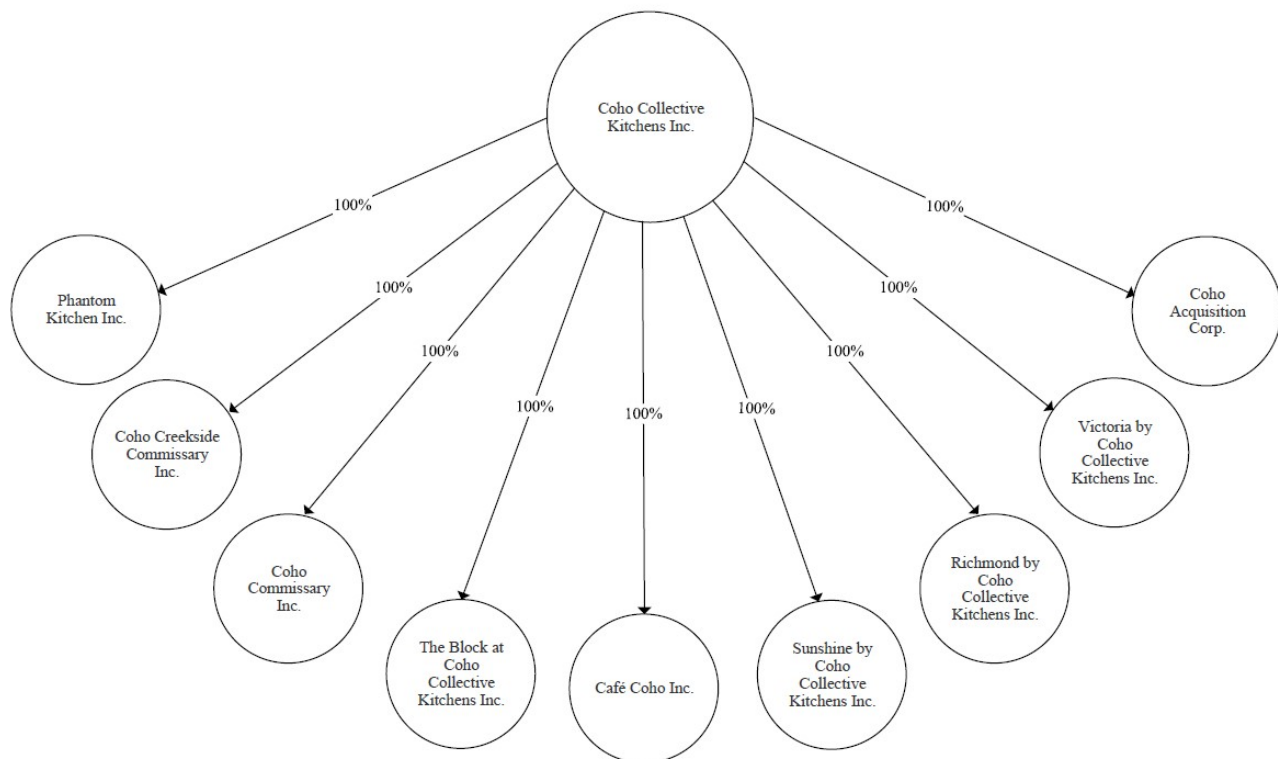 Coho Collective
Kitchens Inc.
100%
100%
100%
100%
100%
100%
100%
100%
100%
Phantom
Kitchen Inc.
Coho Creekside
Commissary
Inc.
Coho
Commissary
Inc.
The Block at
Coho
Collective
Kitchens Inc.
Café Coho Inc.
Sunshine by
Coho
Collective
Kitchens Inc.
Richmond by
Coho
Collective
Kitchens Inc.
Victoria by
Coho
Collective
Kitchens Inc.
Coho
Acquisition
Corp.